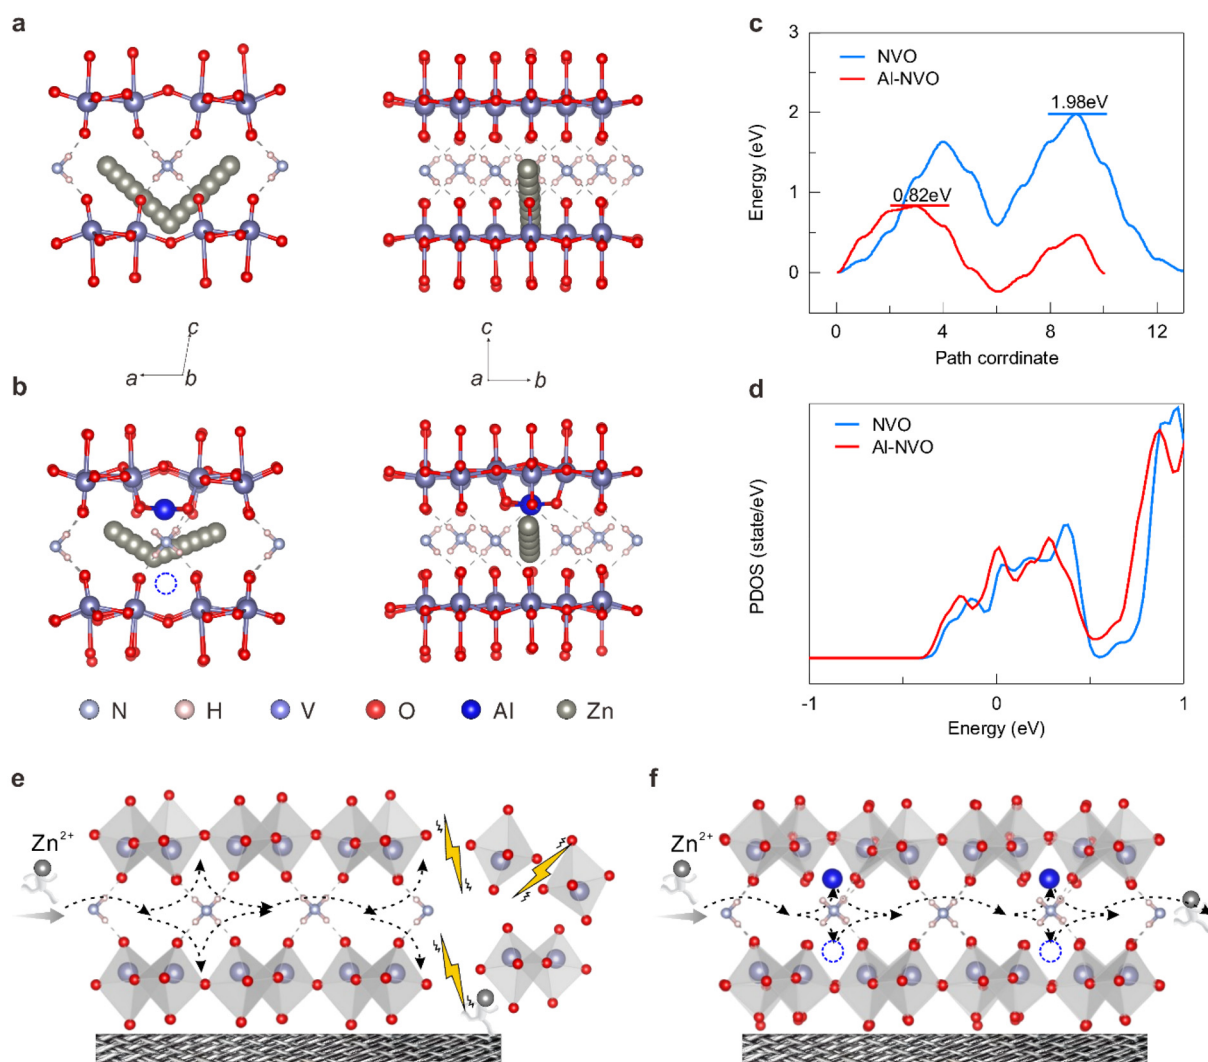 a
c
3
NVO
Al-NVO
2
1.98eV
Energy (eV)
1
0.82eV
0
0
4
8
12
Path corrdinate
c
a
b
c
a
b
b
d
NVO
Al-NVO
PDOS (state/eV)
-1
0
1
Energy (eV)
N
H
V
O
Al
Zn
e
f
Zn2+
Zn2+